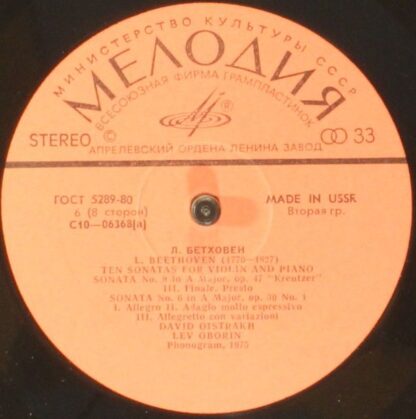 МИНИСТЕРСТВО КУЛЬТУРЫ СССР
МЕЛОДИЯ
ВСЕСОЮЗНАЯ ФИРМА ГРАМПЛАСТИНОК
®
STEREO © 33
АПРЕЛЕВСКИЙ ОРДЕНА ЛЕНИНА ЗАВОД
ГОСТ 5289-80 MADE IN USSR
6 (8 сторон) Вторая гр.
С10—06368(а)
Л. БЕТХОВЕН
L. BEETHOVEN (1770—1827)
TEN SONATAS FOR VIOLIN AND PIANO
SONATA No. 9 in A Major, op. 47 "Kreutzer"
III. Finale. Presto
SONATA No. 6 in A Major, op. 30 No. 1
I. Allegro II. Adagio molto espressivo
III. Allegretto con variazioni
DAVID OISTRAKH
LEV OBORIN
Phonogram, 1975